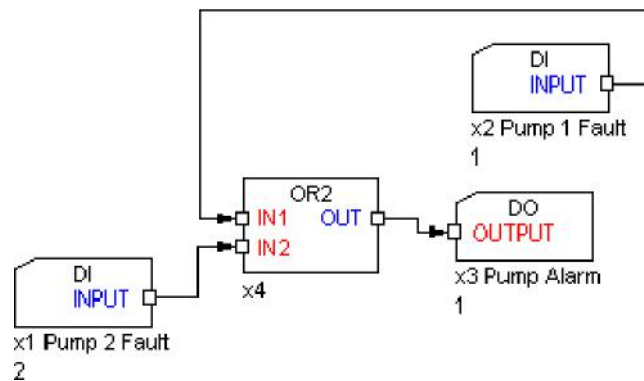 DI
INPUT
x2 Pump 1 Fault
1
OR2
IN1 OUT
IN2
x4
DO
OUTPUT
x3 Pump Alarm
1
DI
INPUT
x1 Pump 2 Fault
2